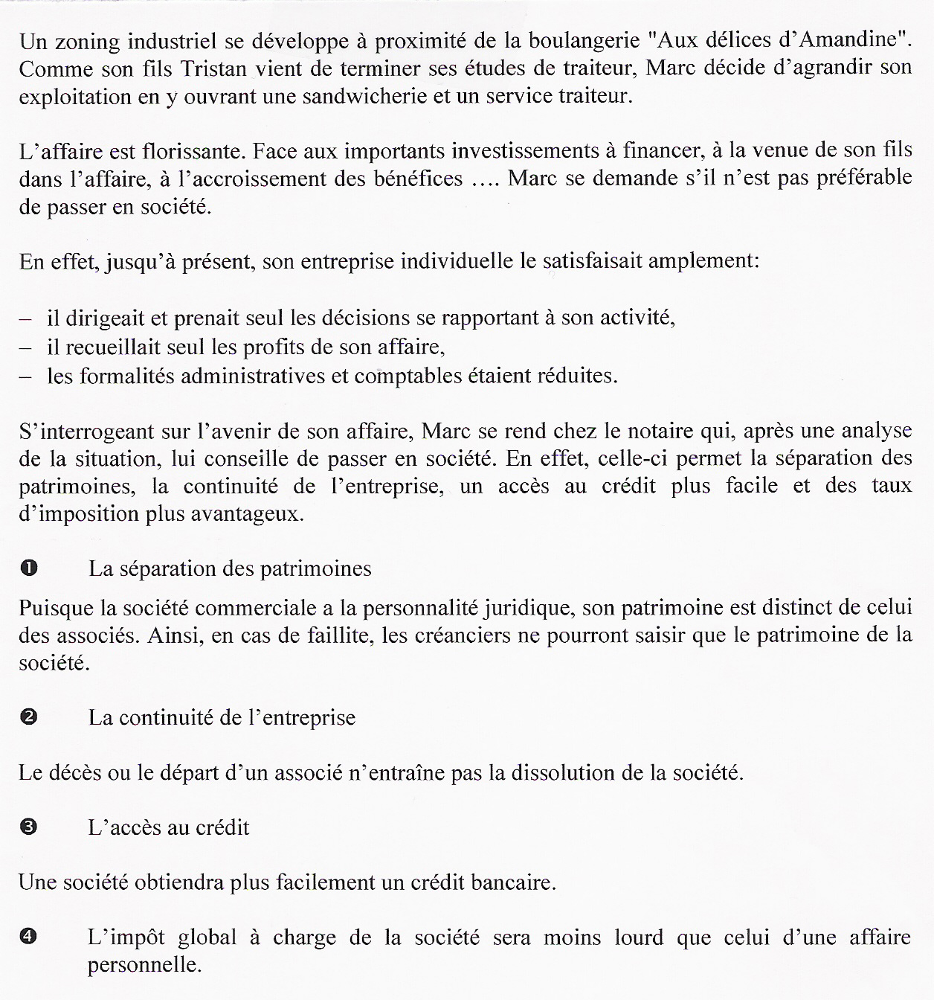 Un zoning industriel se développe à proximité de la boulangerie "Aux délices d’Amandine".
Comme son fils Tristan vient de terminer ses études de traiteur, Marc décide d’agrandir son
exploitation en y ouvrant une sandwicherie et un service traiteur.
L’affaire est florissante. Face aux importants investissements à financer, à la venue de son fils
dans l’affaire, à l’accroissement des bénéfices …. Marc se demande s’il n’est pas préférable
de passer en société.
En effet, jusqu’à présent, son entreprise individuelle le satisfaisait amplement:
– il dirigeait et prenait seul les décisions se rapportant à son activité,
– il recueillait seul les profits de son affaire,
– les formalités administratives et comptables étaient réduites.
S’interrogeant sur l’avenir de son affaire, Marc se rend chez le notaire qui, après une analyse
de la situation, lui conseille de passer en société. En effet, celle-ci permet la séparation des
patrimoines, la continuité de l’entreprise, un accès au crédit plus facile et des taux
d’imposition plus avantageux.
❶ La séparation des patrimoines
Puisque la société commerciale a la personnalité juridique, son patrimoine est distinct de celui
des associés. Ainsi, en cas de faillite, les créanciers ne pourront saisir que le patrimoine de la
société.
❷ La continuité de l’entreprise
Le décès ou le départ d’un associé n’entraîne pas la dissolution de la société.
❸ L’accès au crédit
Une société obtiendra plus facilement un crédit bancaire.
❹ L’impôt global à charge de la société sera moins lourd que celui d’une affaire
personnelle.